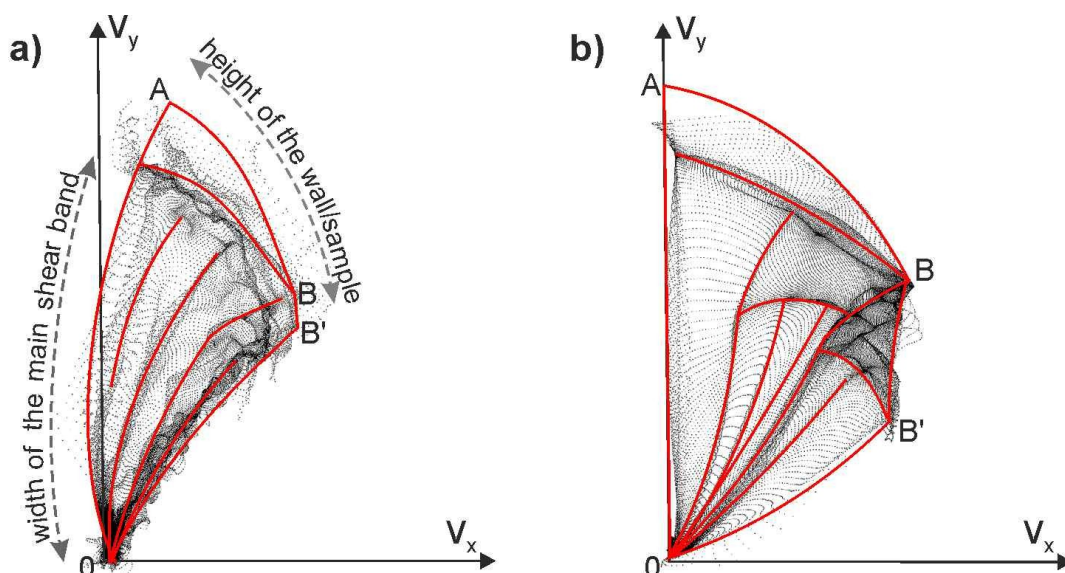 a)
Vy
A
height of the wall/sample
width of the main shear band
B
B'
0
Vx
b)
Vy
A
B
B'
0
Vx